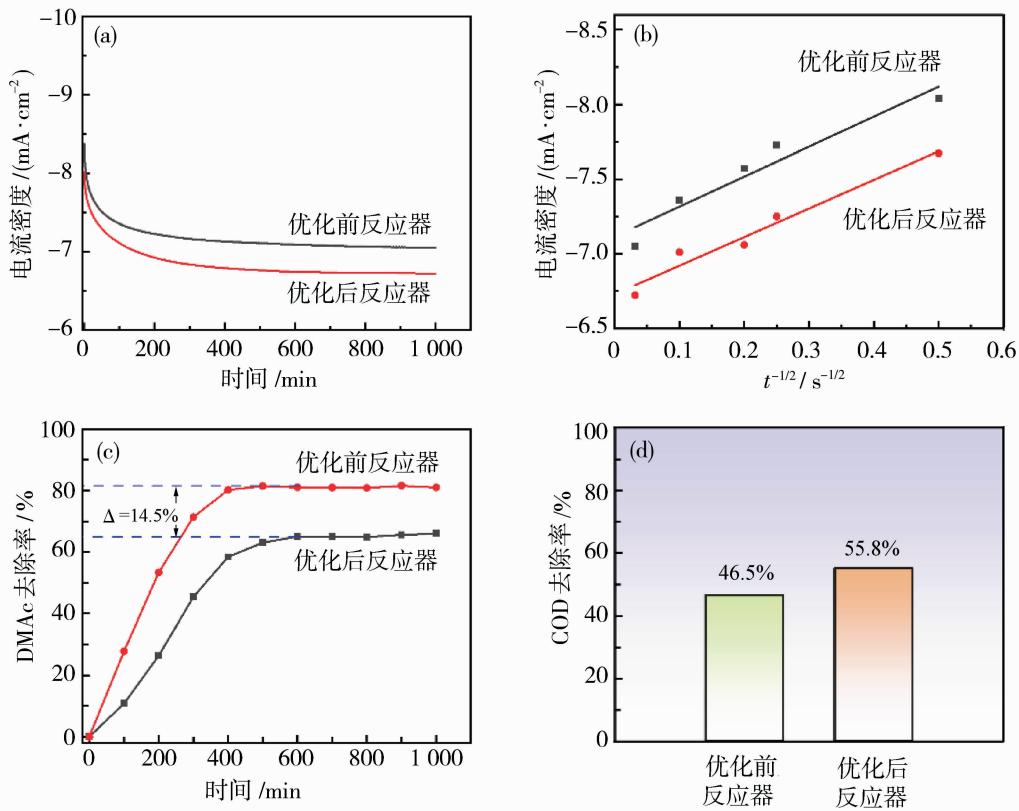 (a)
电流密度 /(mA·cm⁻²)
−10
−9
−8
−7
−6
优化前反应器
优化后反应器
0 200 400 600 800 1 000
时间 /min
(b)
电流密度 /(mA·cm⁻²)
−8.5
−8.0
−7.5
−7.0
−6.5
优化前反应器
优化后反应器
0 0.1 0.2 0.3 0.4 0.5 0.6
t⁻¹/² / s⁻¹/²
(c)
DMAc 去除率 / %
100
80
60
40
20
0
优化前反应器
Δ =14.5%
优化后反应器
0 200 400 600 800 1 000
时间 /min
(d)
COD 去除率 / %
100
80
60
40
20
0
46.5%
55.8%
优化前
反应器
优化后
反应器